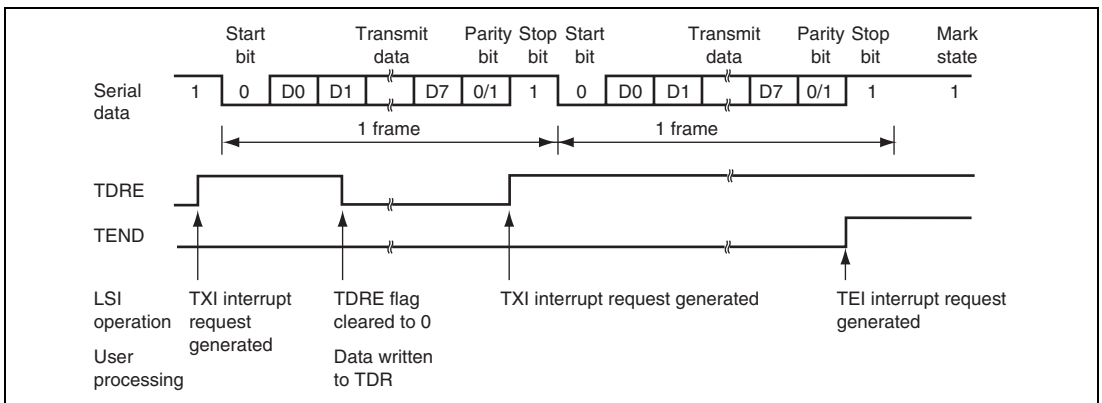 Start bit Transmit data Parity bit Stop bit Start bit Transmit data Parity bit Stop bit Mark state
Serial data 1 0 D0 D1 D7 0/1 1 0 D0 D1 D7 0/1 1 1
1 frame 1 frame
TDRE
TEND
LSI operation
TXI interrupt request generated
TDRE flag cleared to 0
TXI interrupt request generated
TEI interrupt request generated
User processing
Data written to TDR